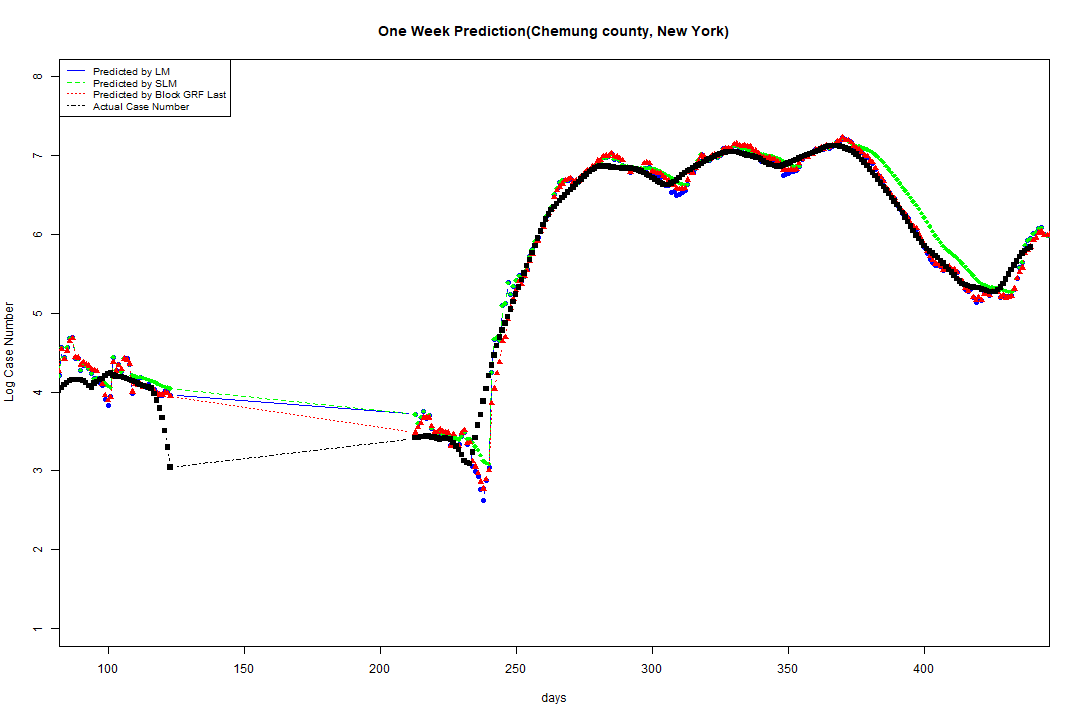 One Week Prediction(Chemung county, New York)
Predicted by LM
Predicted by SLM
Predicted by Block GRF Last
Actual Case Number
8
7
6
5
4
3
2
1
Log Case Number
100 150 200 250 300 350 400
days